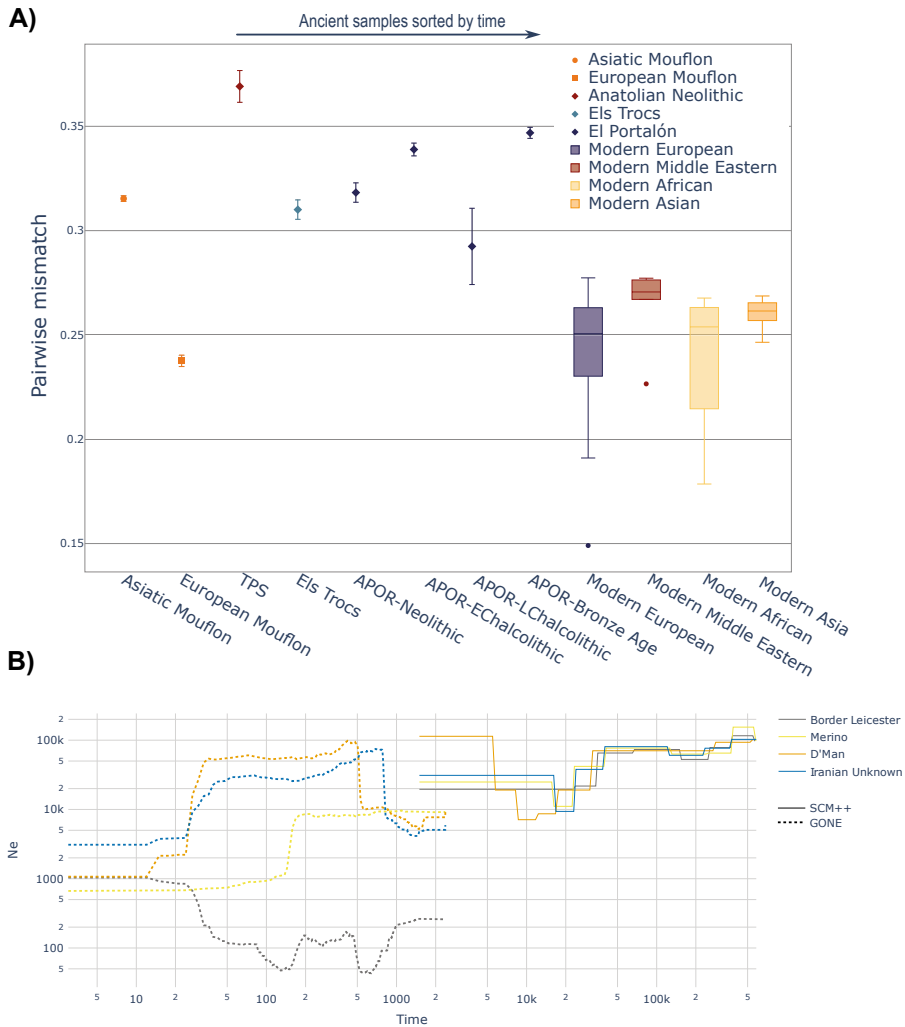 A)
Ancient samples sorted by time
Asiatic Mouflon
European Mouflon
Anatolian Neolithic
Els Trocs
El Portalón
Modern European
Modern Middle Eastern
Modern African
Modern Asian
Pairwise mismatch
0.35
0.3
0.25
0.2
0.15
Asiatic Mouflon
European Mouflon
TPS
Els Trocs
APOR-Neolithic
APOR-EChalcolithic
APOR-LChalcolithic
APOR-Bronze Age
Modern European
Modern Middle Eastern
Modern African
Modern Asia
B)
Ne
2
100k
5
2
10k
5
2
1000
5
2
100
5
5 10 2 5 100 2 5 1000 2 5 10k 2 5 100k 2 5
Time
Border Leicester
Merino
D'Man
Iranian Unknown
SCM++
GONE